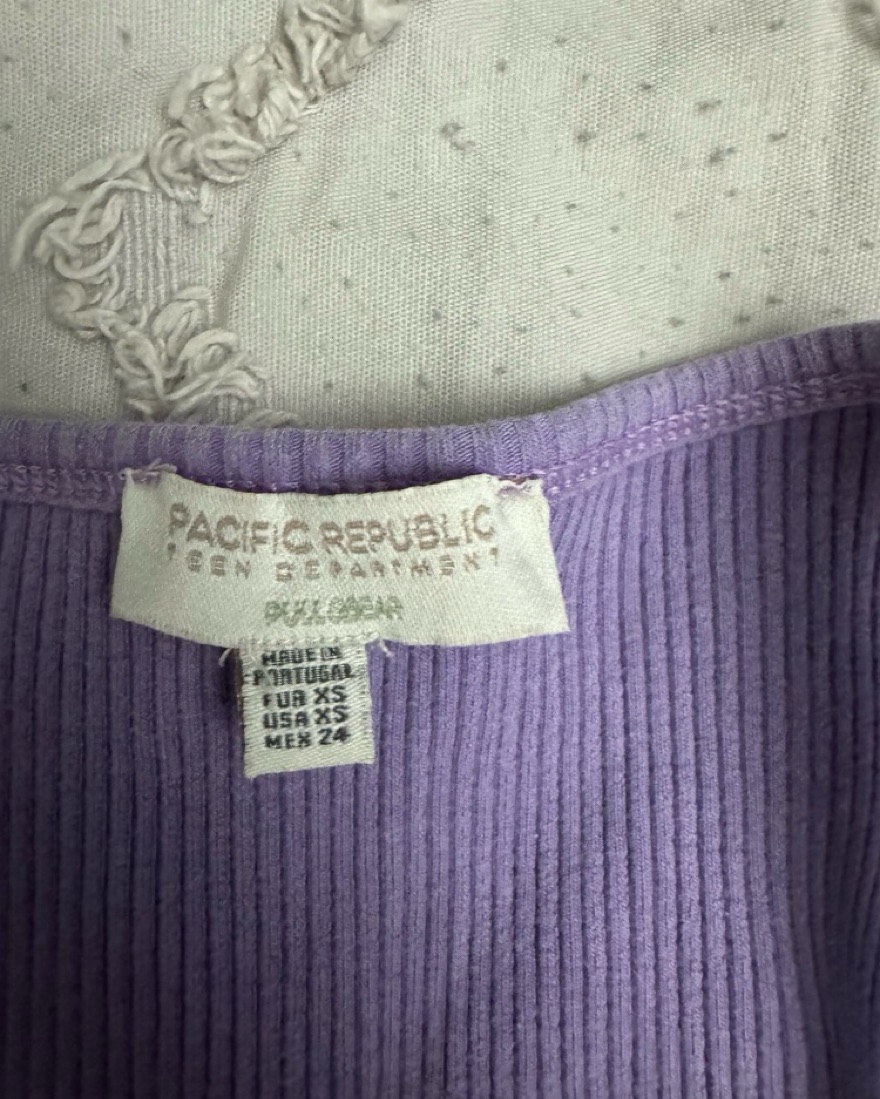 PACIFIC REPUBLIC
TEEN DEPARTMENT
PULL&BEAR
MADE IN
PORTUGAL
EUR XS
USA XS
MEX 24